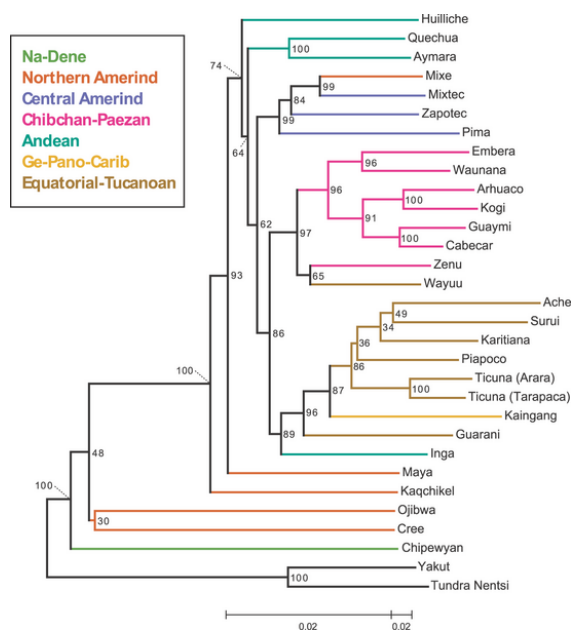 Na-Dene
Northern Amerind
Central Amerind
Chibchan-Paezan
Andean
Ge-Pano-Carib
Equatorial-Tucanoan
Huilliche
Quechua
100
Aymara
74
Mixe
99
Mixtec
84
Zapotec
99
Pima
64
Embera
96
Waunana
96
Arhuaco
100
Kogi
91
Guaymi
100
Cabecar
62
97
Zenu
65
Wayuu
93
Ache
49
Surui
34
Karitiana
36
Piapoco
86
86
Ticuna (Arara)
100
Ticuna (Tarapaca)
87
Kaingang
96
Guarani
89
Inga
100
Maya
Kaqchikel
48
Ojibwa
30
Cree
100
Chipewyan
Yakut
100
Tundra Nentsi
0.02 0.02